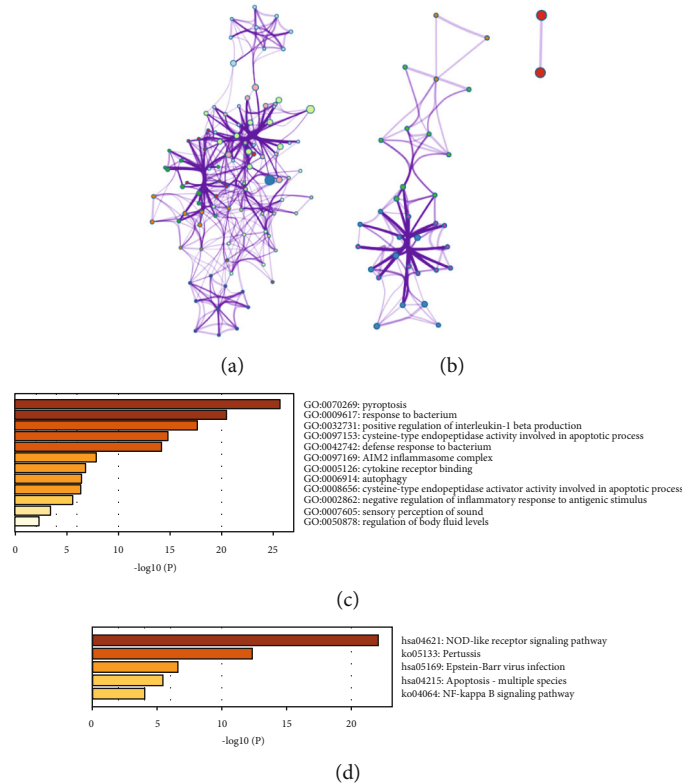 (a)
(b)
GO:0070269: pyroptosis
GO:0009617: response to bacterium
GO:0032731: positive regulation of interleukin-1 beta production
GO:0097153: cysteine-type endopeptidase activity involved in apoptotic process
GO:0042742: defense response to bacterium
GO:0097169: AIM2 inflammasome complex
GO:0005126: cytokine receptor binding
GO:0006914: autophagy
GO:0008656: cysteine-type endopeptidase activator activity involved in apoptotic process
GO:0002862: negative regulation of inflammatory response to antigenic stimulus
GO:0007605: sensory perception of sound
GO:0050878: regulation of body fluid levels
0 5 10 15 20 25
-log10 (P)
(c)
hsa04621: NOD-like receptor signaling pathway
ko05133: Pertussis
hsa05169: Epstein-Barr virus infection
hsa04215: Apoptosis - multiple species
ko04064: NF-kappa B signaling pathway
0 5 10 15 20
-log10 (P)
(d)